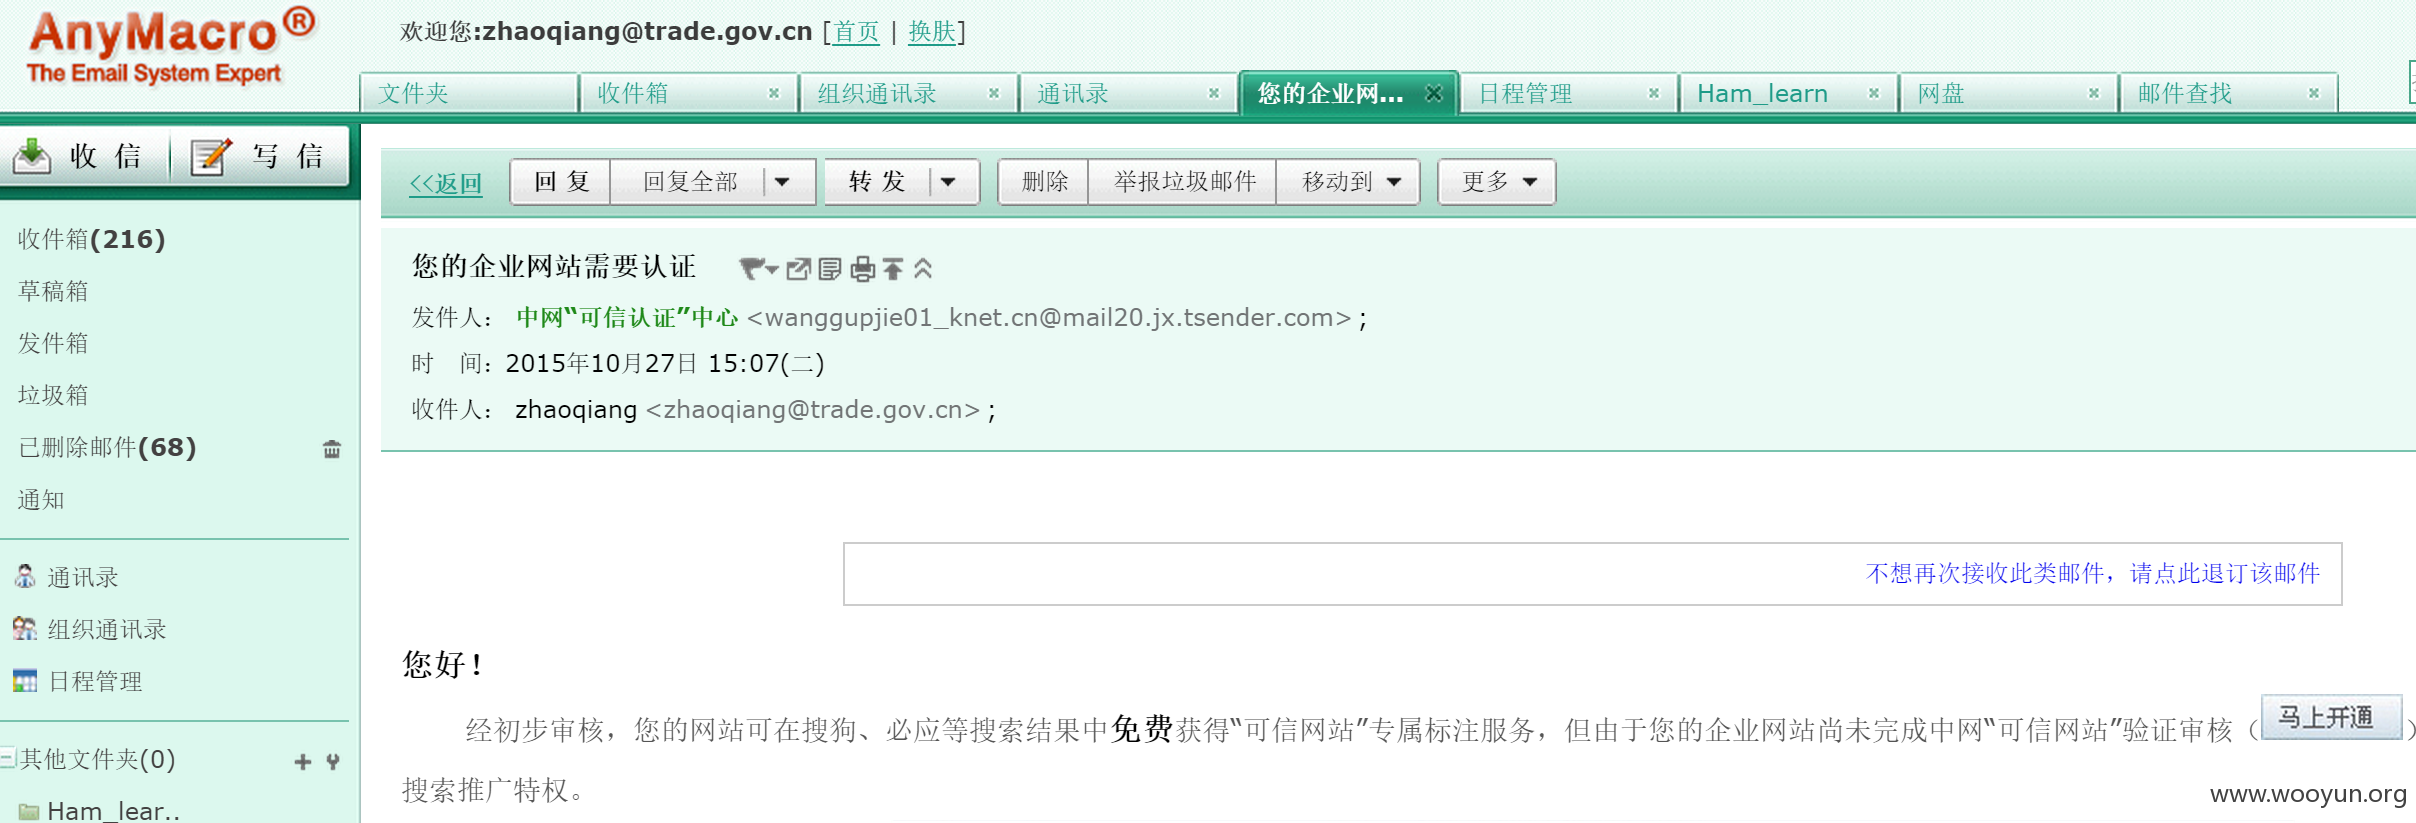 AnyMacro®
The Email System Expert
欢迎您:zhaoqiang@trade.gov.cn [首页 | 换肤]
文件夹 收件箱 组织通讯录 通讯录 您的企业网... 日程管理 Ham_learn 网盘 邮件查找
收 信 写 信
<<返回 回 复 回复全部 转 发 删除 举报垃圾邮件 移动到 更多
收件箱(216)
草稿箱
发件箱
垃圾箱
已删除邮件(68)
通知
通讯录
组织通讯录
日程管理
其他文件夹(0)
Ham_lear..
您的企业网站需要认证
发件人： 中网“可信认证”中心 <wanggupjie01_knet.cn@mail20.jx.tsender.com> ;
时 间： 2015年10月27日 15:07(二)
收件人： zhaoqiang <zhaoqiang@trade.gov.cn> ;
不想再次接收此类邮件，请点此退订该邮件
您好！
经初步审核，您的网站可在搜狗、必应等搜索结果中免费获得“可信网站”专属标注服务，但由于您的企业网站尚未完成中网“可信网站”验证审核（马上开通）
搜索推广特权。
www.wooyun.org